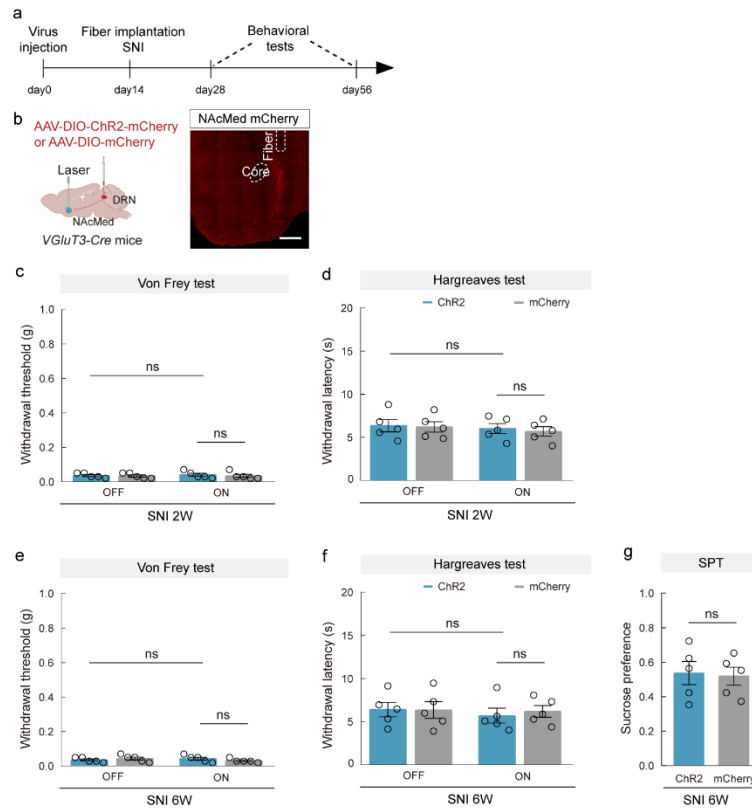 a
Virus
injection
Fiber implantation
SNI
Behavioral
tests
day0
day14
day28
day56
b
AAV-DIO-ChR2-mCherry
or AAV-DIO-mCherry
Laser
DRN
NAcMed
VGluT3-Cre mice
NAcMed mCherry
Fiber
Core
c
Von Frey test
Withdrawal threshold (g)
1.0
0.8
0.6
0.4
0.2
0.0
ns
ns
OFF
ON
SNI 2W
d
Hargreaves test
ChR2
mCherry
Withdrawal latency (s)
20
15
10
5
0
ns
ns
OFF
ON
SNI 2W
e
Von Frey test
Withdrawal threshold (g)
1.0
0.8
0.6
0.4
0.2
0.0
ns
ns
OFF
ON
SNI 6W
f
Hargreaves test
ChR2
mCherry
Withdrawal latency (s)
20
15
10
5
0
ns
ns
OFF
ON
SNI 6W
g
SPT
Sucrose preference
1.0
0.8
0.6
0.4
0.2
0.0
ns
ChR2
mCherry
SNI 6W